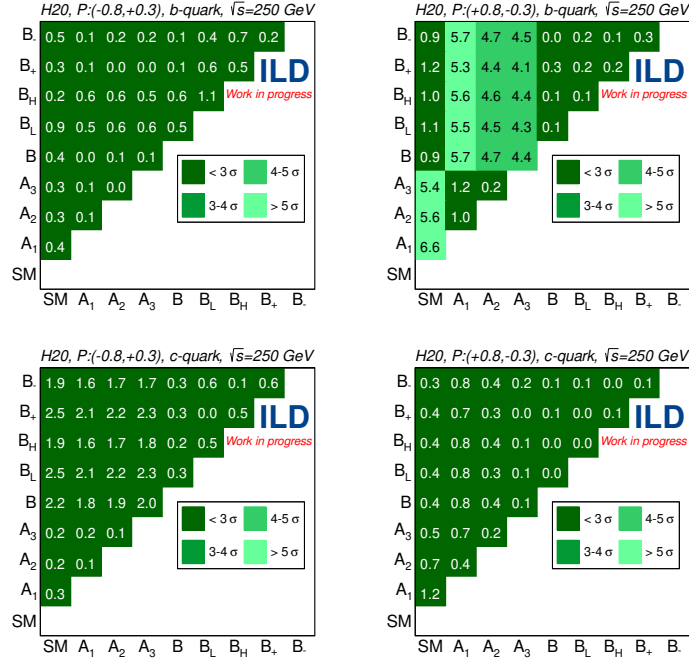 H20, P:(-0.8,+0.3), b-quark, √s=250 GeV
B- 0.5 0.1 0.2 0.2 0.1 0.4 0.7 0.2
B+ 0.3 0.1 0.0 0.0 0.1 0.6 0.5
ILD
BH 0.2 0.6 0.6 0.5 0.6 1.1
Work in progress
BL 0.9 0.5 0.6 0.6 0.5
B 0.4 0.0 0.1 0.1
A3 0.3 0.1 0.0
A2 0.3 0.1
A1 0.4
SM
< 3 σ 4-5 σ
3-4 σ > 5 σ
SM A1 A2 A3 B BL BH B+ B-
H20, P:(+0.8,-0.3), b-quark, √s=250 GeV
B- 0.9 5.7 4.7 4.5 0.0 0.2 0.1 0.3
B+ 1.2 5.3 4.4 4.1 0.3 0.2 0.2
ILD
BH 1.0 5.6 4.6 4.4 0.1 0.1
Work in progress
BL 1.1 5.5 4.5 4.3 0.1
B 0.9 5.7 4.7 4.4
A3 5.4 1.2 0.2
A2 5.6 1.0
A1 6.6
SM
< 3 σ 4-5 σ
3-4 σ > 5 σ
SM A1 A2 A3 B BL BH B+ B-
H20, P:(-0.8,+0.3), c-quark, √s=250 GeV
B- 1.9 1.6 1.7 1.7 0.3 0.6 0.1 0.6
B+ 2.5 2.1 2.2 2.3 0.3 0.0 0.5
ILD
BH 1.9 1.6 1.7 1.8 0.2 0.5
Work in progress
BL 2.5 2.1 2.2 2.3 0.3
B 2.2 1.8 1.9 2.0
A3 0.2 0.2 0.1
A2 0.2 0.1
A1 0.3
SM
< 3 σ 4-5 σ
3-4 σ > 5 σ
SM A1 A2 A3 B BL BH B+ B-
H20, P:(+0.8,-0.3), c-quark, √s=250 GeV
B- 0.3 0.8 0.4 0.2 0.1 0.1 0.0 0.1
B+ 0.4 0.7 0.3 0.0 0.1 0.0 0.1
ILD
BH 0.4 0.8 0.4 0.1 0.0 0.0
Work in progress
BL 0.4 0.8 0.3 0.1 0.0
B 0.4 0.8 0.4 0.1
A3 0.5 0.7 0.2
A2 0.7 0.4
A1 1.2
SM
< 3 σ 4-5 σ
3-4 σ > 5 σ
SM A1 A2 A3 B BL BH B+ B-